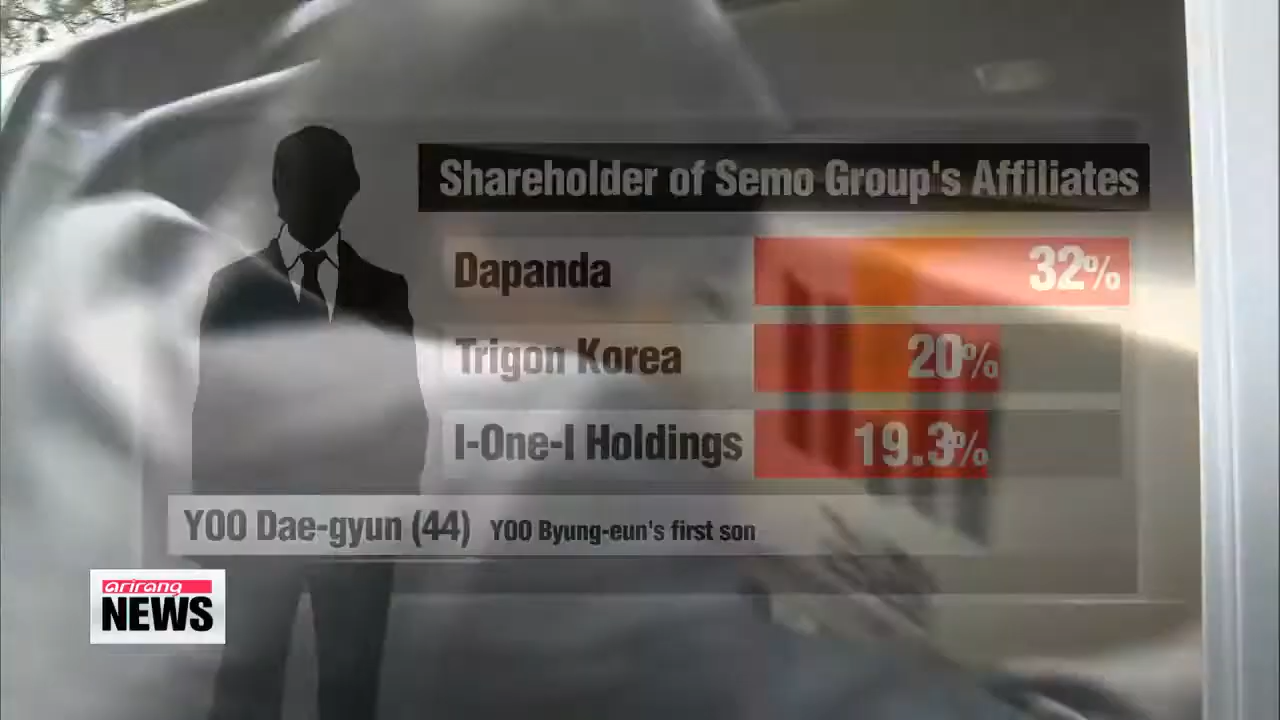 Shareholder of Semo Group's Affiliates
Dapanda 32%
Trigon Korea 20%
I-One-I Holdings 19.3%
YOO Dae-gyun (44) YOO Byung-eun's first son
arirang
NEWS